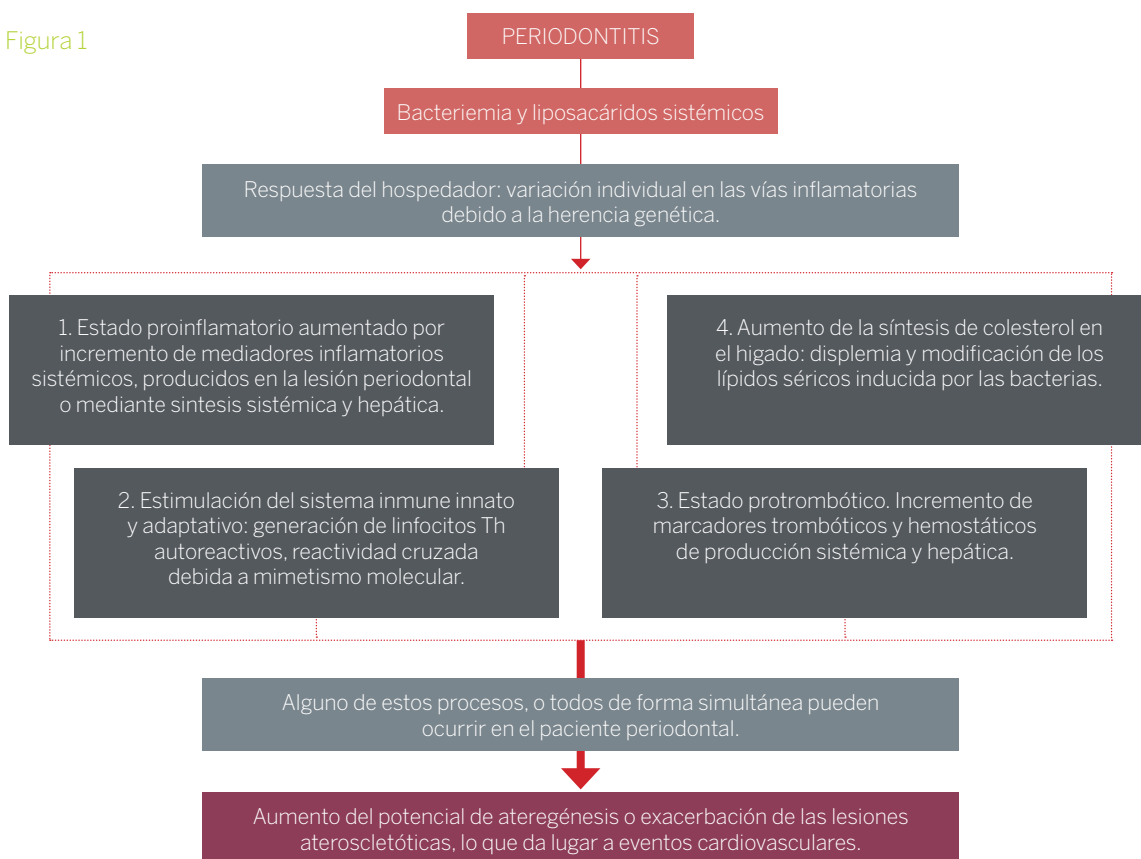 Figura 1
PERIODONTITIS
Bacteriemia y liposacáridos sistémicos
Respuesta del hospedador: variación individual en las vías inflamatorias
debido a la herencia genética.
1. Estado proinflamatorio aumentado por
incremento de mediadores inflamatorios
sistémicos, producidos en la lesión periodontal
o mediante sintesis sistémica y hepática.
4. Aumento de la síntesis de colesterol en
el higado: displemia y modificación de los
lípidos séricos inducida por las bacterias.
2. Estimulación del sistema inmune innato
y adaptativo: generación de linfocitos Th
autoreactivos, reactividad cruzada
debida a mimetismo molecular.
3. Estado protrombótico. Incremento de
marcadores trombóticos y hemostáticos
de producción sistémica y hepática.
Alguno de estos procesos, o todos de forma simultánea pueden
ocurrir en el paciente periodontal.
Aumento del potencial de ateregénesis o exacerbación de las lesiones
ateroscletóticas, lo que da lugar a eventos cardiovasculares.